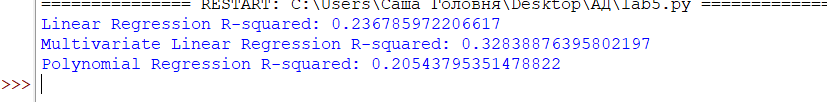 =============== RESTART: C:\Users\Саша Головня\Desktop\АД\lab5.py =============
Linear Regression R-squared: 0.236785972206617
Multivariate Linear Regression R-squared: 0.32838876395802197
Polynomial Regression R-squared: 0.20543795351478822
>>>